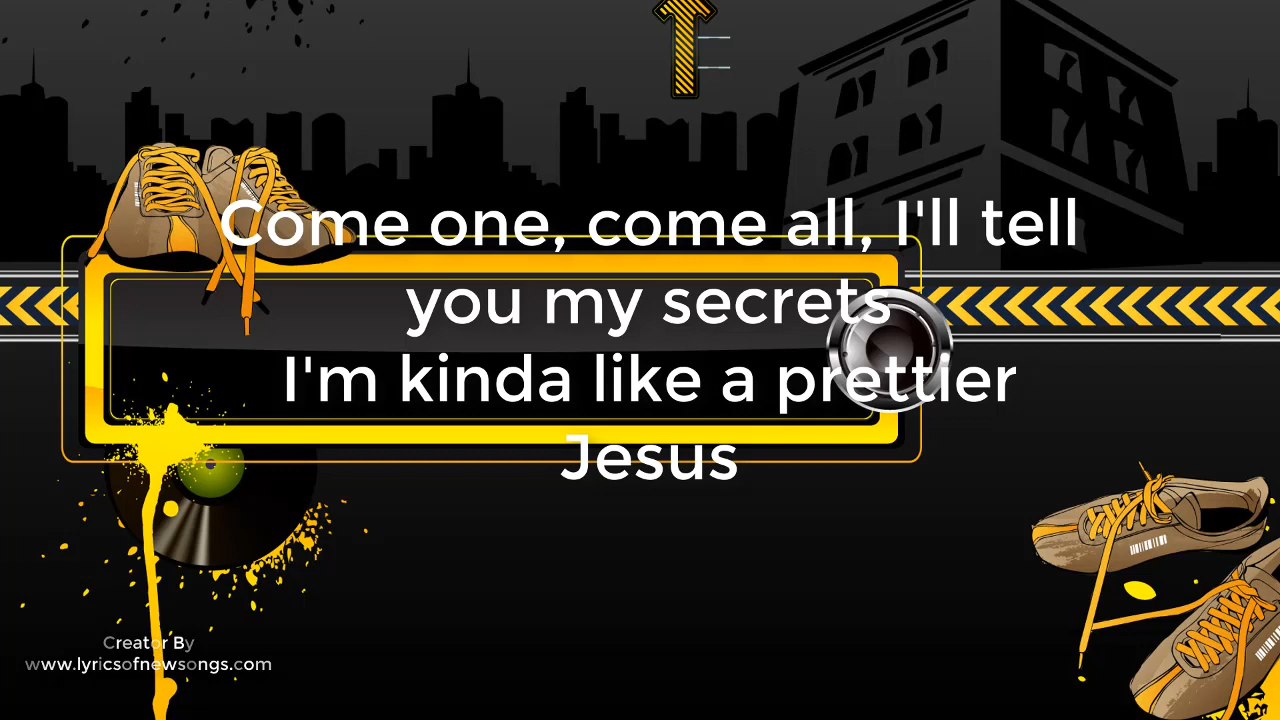 Come one, come all, I'll tell
you my secrets
I'm kinda like a prettier
Jesus
Creator By
www.lyricsofnewsongs.com